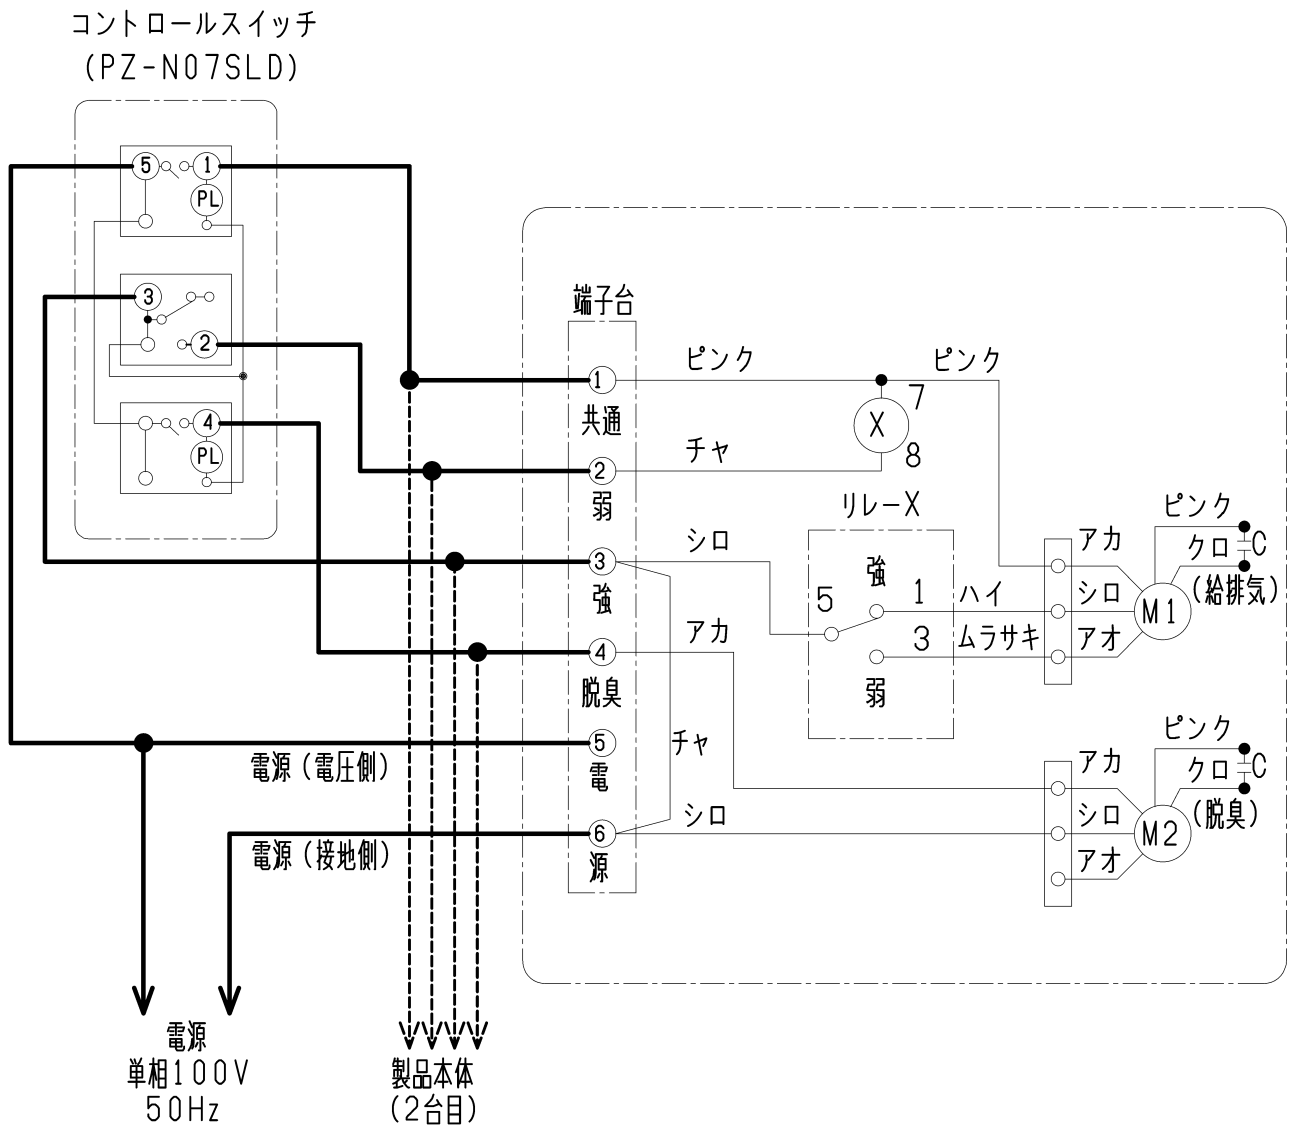 コントロールスイッチ
(PZ-N07SLD)
5
1
PL
3
2
4
PL
端子台
1
共通
2
弱
3
強
4
脱臭
5
電
6
源
ピンク
ピンク
チャ
X
7
8
シロ
リレーX
強
5
1
ハイ
3
ムラサキ
弱
アカ
チャ
シロ
アカ
シロ
アオ
M1
ピンク
クロ
C
(給排気)
アカ
シロ
アオ
M2
ピンク
クロ
C
(脱臭)
電源(電圧側)
電源(接地側)
電源
単相100V
50Hz
製品本体
(2台目)